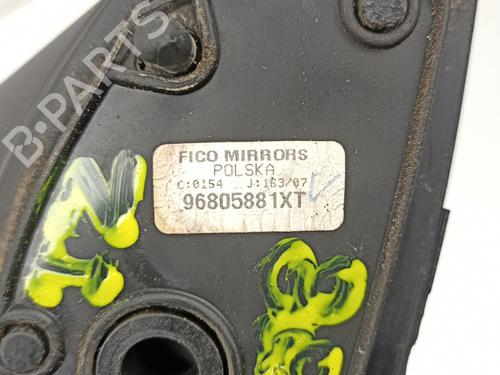 B-PARTS
FICO MIRRORS
POLSKA
C:0154 J:163/07
96805881XT